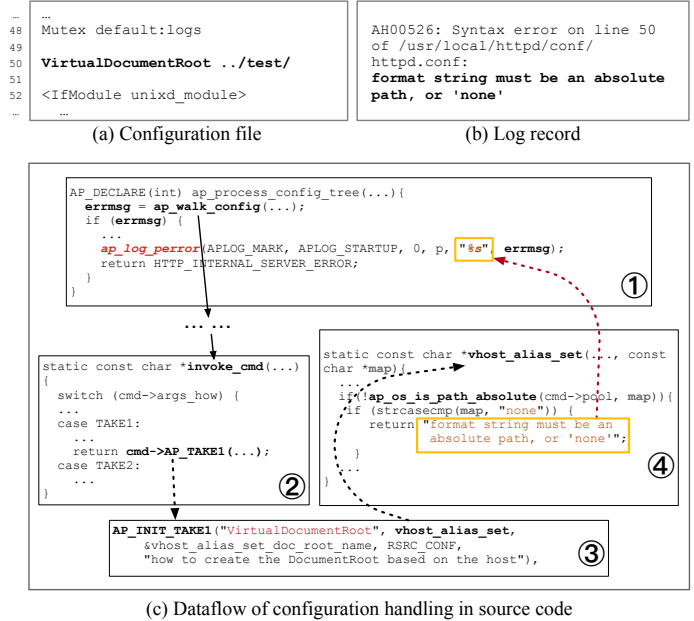 … …
48 Mutex default:logs
49
50 VirtualDocumentRoot ../test/
51
52 <IfModule unixd_module>
… …
(a) Configuration file
AH00526: Syntax error on line 50
of /usr/local/httpd/conf/
httpd.conf:
format string must be an absolute
path, or 'none'
(b) Log record
AP_DECLARE(int) ap_process_config_tree(...){
errmsg = ap_walk_config(...);
if (errmsg) {
...
ap_log_perror(APLOG_MARK, APLOG_STARTUP, 0, p, "%s", errmsg);
return HTTP_INTERNAL_SERVER_ERROR;
}
}
①
... ...
static const char *invoke_cmd(...)
{
switch (cmd->args_how) {
...
case TAKE1:
...
return cmd->AP_TAKE1(...);
case TAKE2:
...
}
②
static const char *vhost_alias_set(..., const
char *map){
...
if(!ap_os_is_path_absolute(cmd->pool, map)){
if (strcasecmp(map, "none")) {
return "format string must be an
absolute path, or 'none'";
}
...
}
④
AP_INIT_TAKE1("VirtualDocumentRoot", vhost_alias_set,
&vhost_alias_set_doc_root_name, RSRC_CONF,
"how to create the DocumentRoot based on the host"),
③
(c) Dataflow of configuration handling in source code